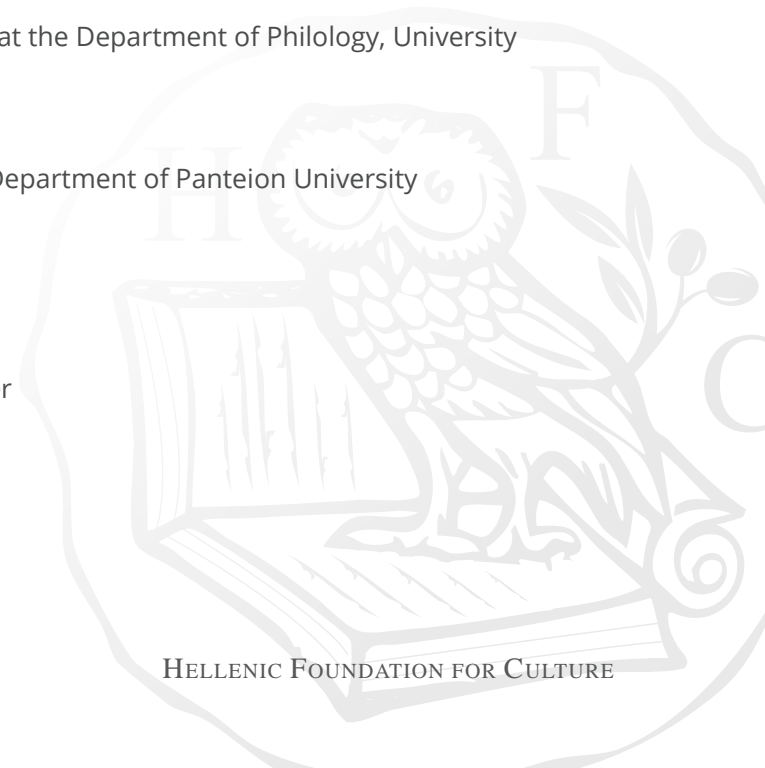 at the Department of Philology, University
F
H
Department of Panteion University
C
r
HELLENIC FOUNDATION FOR CULTURE